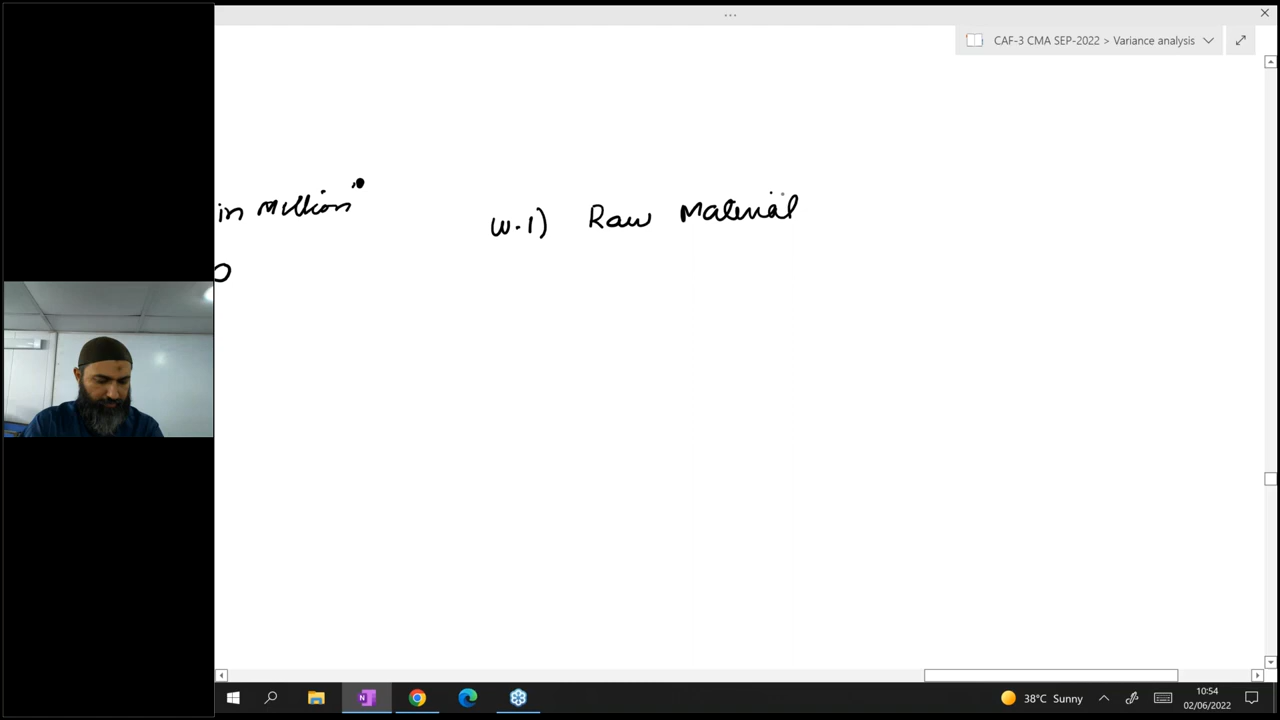 CAF-3 CMA SEP-2022 > Variance analysis
in Million"
0
W.1) Raw Material
38°C Sunny
10:54
02/06/2022